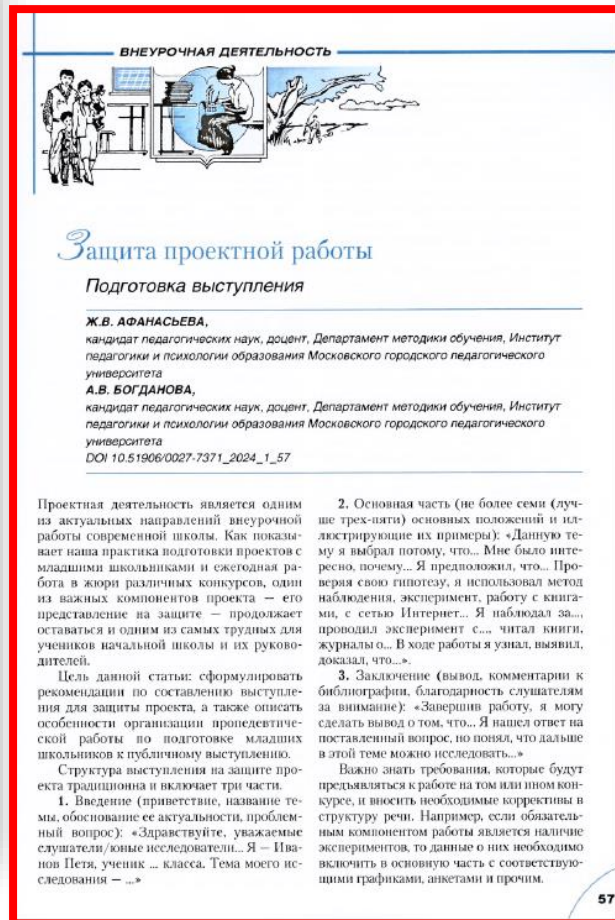 ВНЕУРОЧНАЯ ДЕЯТЕЛЬНОСТЬ
Защита проектной работы
Подготовка выступления
Ж.В. АФАНАСЬЕВА,
кандидат педагогических наук, доцент, Департамент методики обучения, Институт
педагогики и психологии образования Московского городского педагогического
университета
А.В. БОГДАНОВА,
кандидат педагогических наук, доцент, Департамент методики обучения, Институт
педагогики и психологии образования Московского городского педагогического
университета
DOI 10.51906/0027-7371_2024_1_57
Проектная деятельность является одним
из актуальных направлений внеурочной
работы современной школы. Как показы-
вает наша практика подготовки проектов с
младшими школьниками и ежегодная ра-
бота в жюри различных конкурсов, один
из важных компонентов проекта — его
представление на защите — продолжает
оставаться и одним из самых трудных для
учеников начальной школы и их руково-
дителей.
Цель данной статьи: сформулировать
рекомендации по составлению выступле-
ния для защиты проекта, а также описать
особенности организации пропедевтиче-
ской работы по подготовке младших
школьников к публичному выступлению.
Структура выступления на защите про-
екта традиционна и включает три части.
1. Введение (приветствие, название те-
мы, обоснование ее актуальности, проблем-
ный вопрос): «Здравствуйте, уважаемые
слушатели/юные исследователи... Я — Ива-
нов Петя, ученик ... класса. Тема моего ис-
следования — ...»
2. Основная часть (не более семи (луч-
ше трех-пяти) основных положений и ил-
люстрирующие их примеры): «Данную те-
му я выбрал потому, что... Мне было инте-
ресно, почему... Я предположил, что... Про-
веряя свою гипотезу, я использовал метод
наблюдения, эксперимент, работу с книга-
ми, с сетью Интернет... Я наблюдал за...,
проводил эксперимент с..., читал книги,
журналы о... В ходе работы я узнал, выявил,
доказал, что...».
3. Заключение (вывод, комментарии к
библиографии, благодарность слушателям
за внимание): «Завершив работу, я могу
сделать вывод о том, что... Я нашел ответ на
поставленный вопрос, но понял, что дальше
в этой теме можно исследовать...»
Важно знать требования, которые будут
предъявляться к работе на том или ином кон-
курсе, и вносить необходимые коррективы в
структуру речи. Например, если обязатель-
ным компонентом работы является наличие
экспериментов, то данные о них необходимо
включить в основную часть с соответствую-
щими графиками, анкетами и прочим.
57